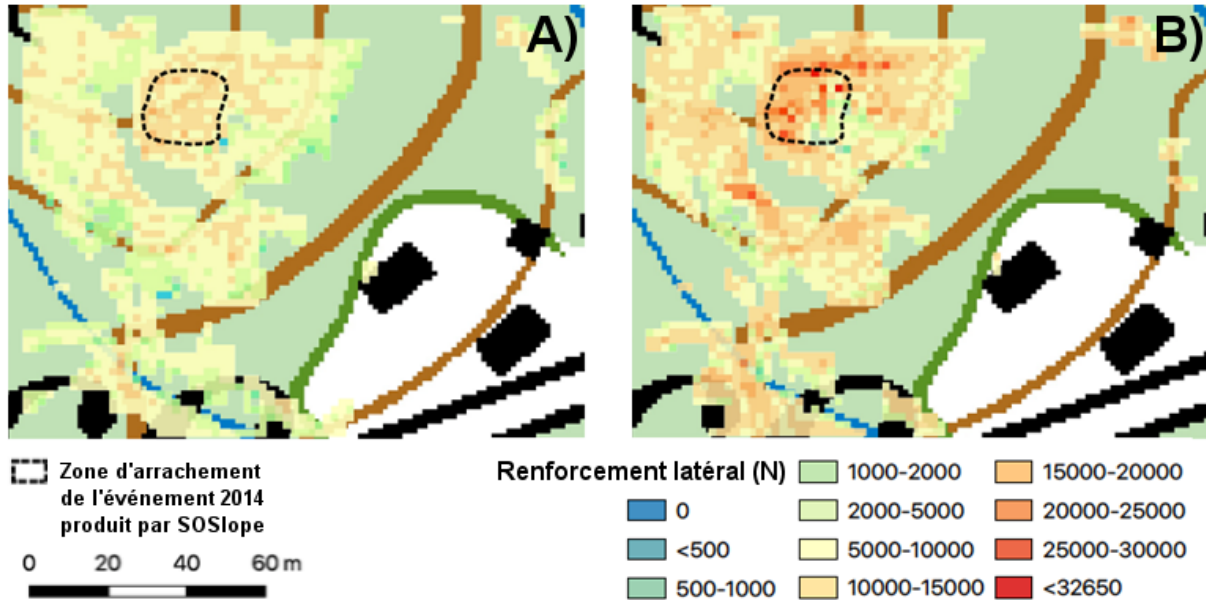 A)
B)
Zone d'arrachement
de l'événement 2014
produit par SOSlope
0 20 40 60 m
Renforcement latéral (N)
0
<500
500-1000
1000-2000
2000-5000
5000-10000
10000-15000
15000-20000
20000-25000
25000-30000
<32650